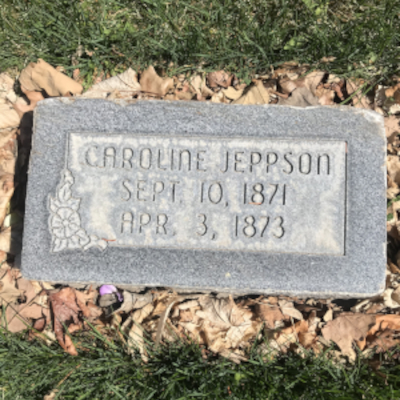 CAROLINE JEPPSON
SEPT. 10, 1871
APR. 3, 1873